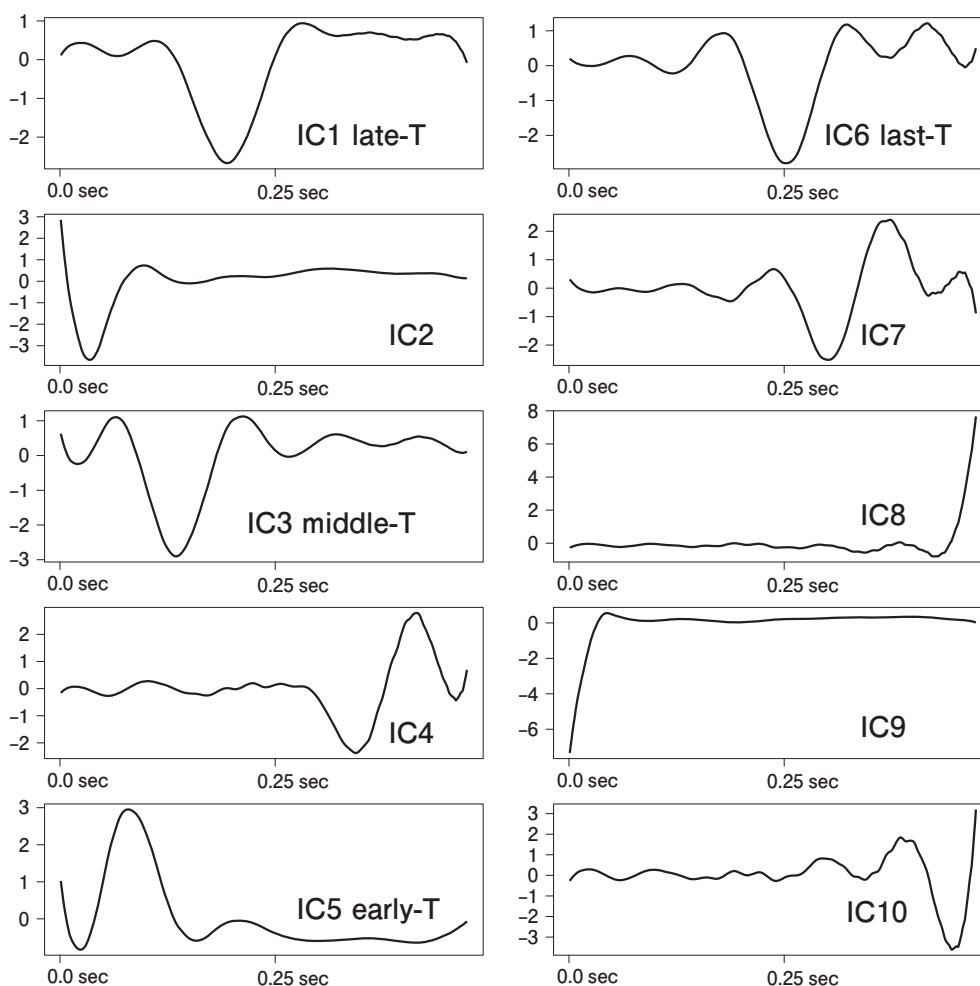 1
0
−1
−2
IC1 late-T
0.0 sec
0.25 sec
3
2
1
0
−1
−2
−3
IC2
0.0 sec
0.25 sec
1
0
−1
−2
−3
IC3 middle-T
0.0 sec
0.25 sec
2
1
0
−1
−2
IC4
0.0 sec
0.25 sec
3
2
1
0
IC5 early-T
0.0 sec
0.25 sec
1
0
−1
−2
IC6 last-T
0.0 sec
0.25 sec
2
1
0
−1
−2
IC7
0.0 sec
0.25 sec
8
6
4
2
0
IC8
0.0 sec
0.25 sec
0
−2
−4
−6
IC9
0.0 sec
0.25 sec
3
2
1
0
−1
−2
−3
IC10
0.0 sec
0.25 sec